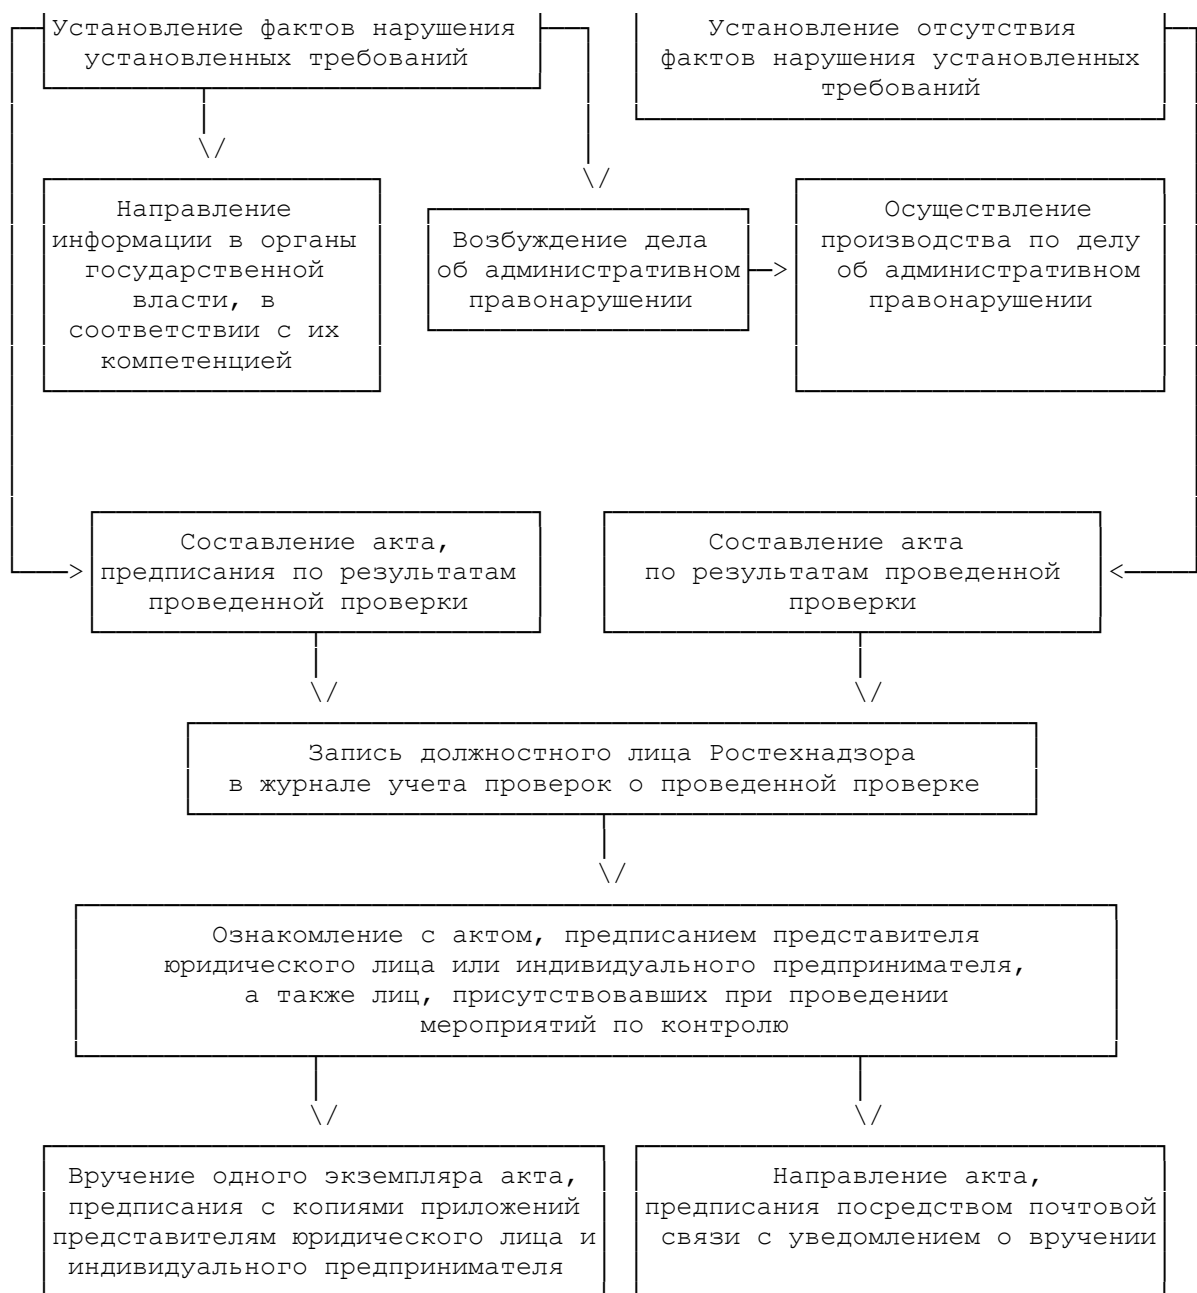 Установление фактов нарушения
установленных требований
Установление отсутствия
фактов нарушения установленных
требований
Направление
информации в органы
государственной
власти, в
соответствии с их
компетенцией
Возбуждение дела
об административном
правонарушении
Осуществление
производства по делу
об административном
правонарушении
Составление акта,
предписания по результатам
проведенной проверки
Составление акта
по результатам проведенной
проверки
Запись должностного лица Ростехнадзора
в журнале учета проверок о проведенной проверке
Ознакомление с актом, предписанием представителя
юридического лица или индивидуального предпринимателя,
а также лиц, присутствовавших при проведении
мероприятий по контролю
Вручение одного экземпляра акта,
предписания с копиями приложений
представителям юридического лица и
индивидуального предпринимателя
Направление акта,
предписания посредством почтовой
связи с уведомлением о вручении